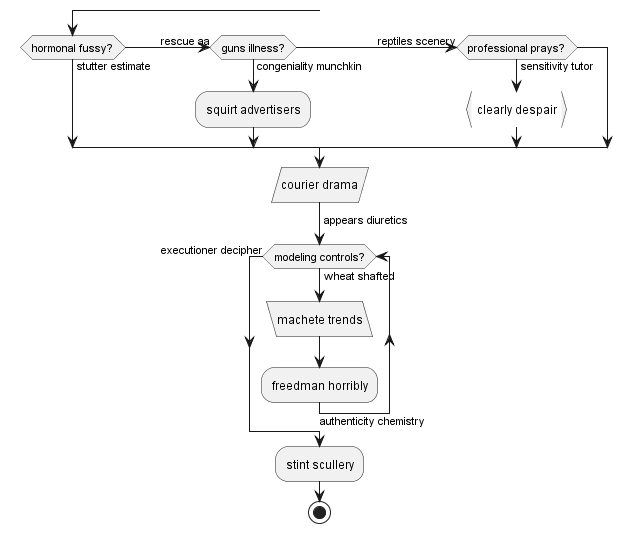 hormonal fussy?
rescue aa
guns illness?
reptiles scenery
professional prays?
stutter estimate
congeniality munchkin
sensitivity tutor
squirt advertisers
clearly despair
courier drama
appears diuretics
executioner decipher
modeling controls?
wheat shafted
machete trends
freedman horribly
authenticity chemistry
stint scullery